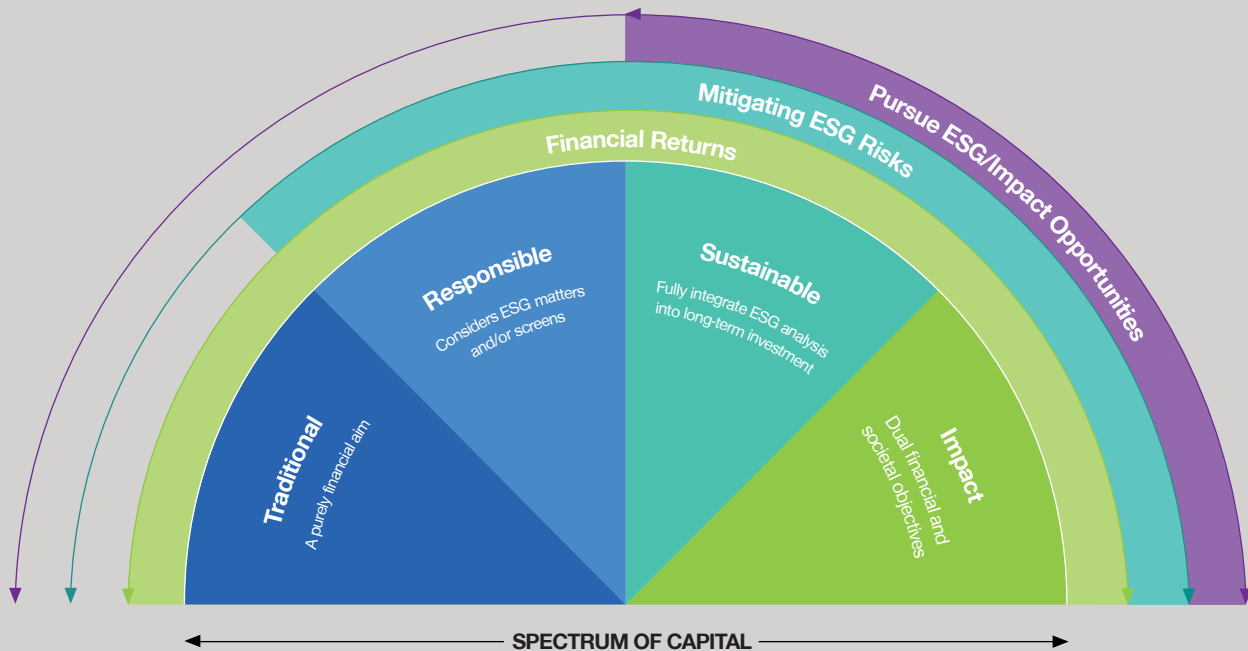 Pursue ESG/Impact Opportunities
Mitigating ESG Risks
Financial Returns
Traditional
A purely financial aim
Responsible
Considers ESG matters
and/or screens
Sustainable
Fully integrate ESG analysis
into long-term investment
Impact
Dual financial and
societal objectives
SPECTRUM OF CAPITAL